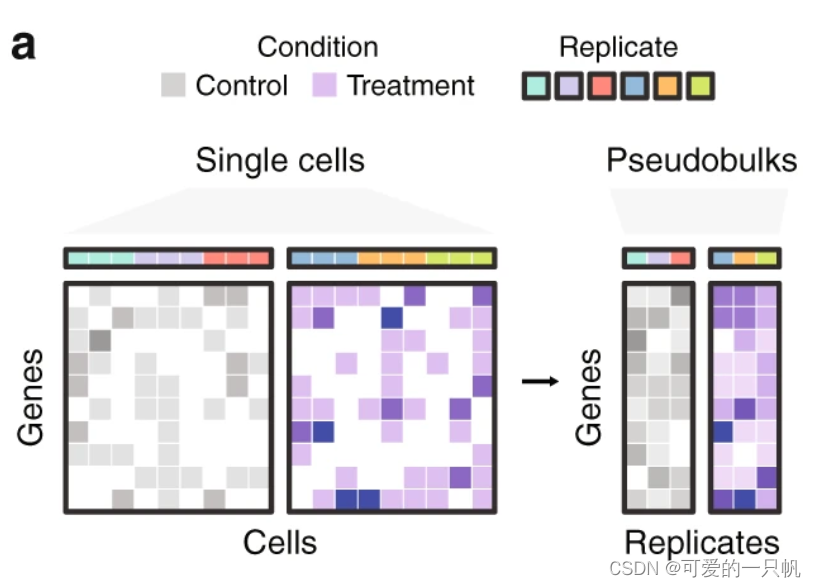 a
Condition
Replicate
Control
Treatment
Single cells
Pseudobulks
Genes
Genes
Cells
Replicates
CSDN @可爱的一只帆